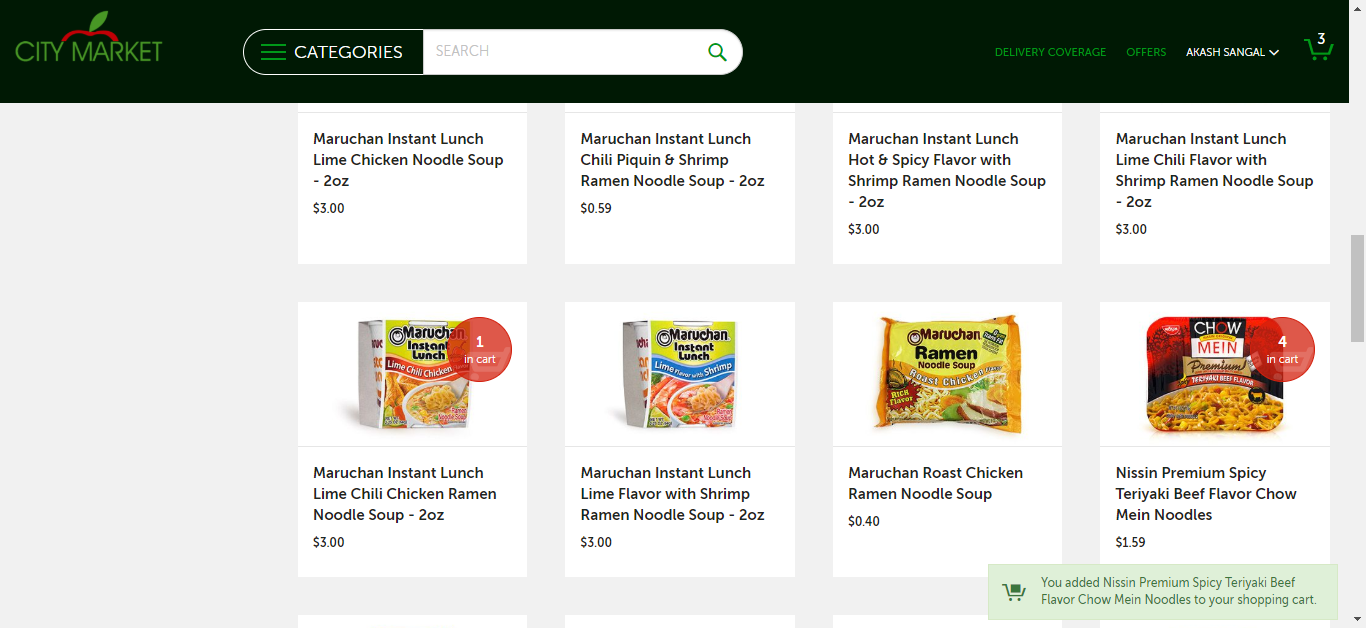 CITY MARKET
CATEGORIES
SEARCH
DELIVERY COVERAGE
OFFERS
AKASH SANGAL
3
Maruchan Instant Lunch
Lime Chicken Noodle Soup
- 2oz
$3.00
Maruchan Instant Lunch
Chili Piquin & Shrimp
Ramen Noodle Soup - 2oz
$0.59
Maruchan Instant Lunch
Hot & Spicy Flavor with
Shrimp Ramen Noodle Soup
- 2oz
$3.00
Maruchan Instant Lunch
Lime Chili Flavor with
Shrimp Ramen Noodle Soup
- 2oz
$3.00
Maruchan
Instant
Lunch
Lime Chili Chicken
Ramen
Noodle Soup
1
in cart
Maruchan Instant Lunch
Lime Chili Chicken Ramen
Noodle Soup - 2oz
$3.00
Maruchan
Instant
Lunch
Lime Flavor with Shrimp
Ramen
Noodle Soup
Maruchan Instant Lunch
Lime Flavor with Shrimp
Ramen Noodle Soup - 2oz
$3.00
Maruchan
Ramen
Noodle Soup
Roast Chicken
RICH
Flavor
Maruchan Roast Chicken
Ramen Noodle Soup
$0.40
CHOW
MEIN
Premium
TERIYAKI BEEF FLAVOR
4
in cart
Nissin Premium Spicy
Teriyaki Beef Flavor Chow
Mein Noodles
$1.59
You added Nissin Premium Spicy Teriyaki Beef
Flavor Chow Mein Noodles to your shopping cart.